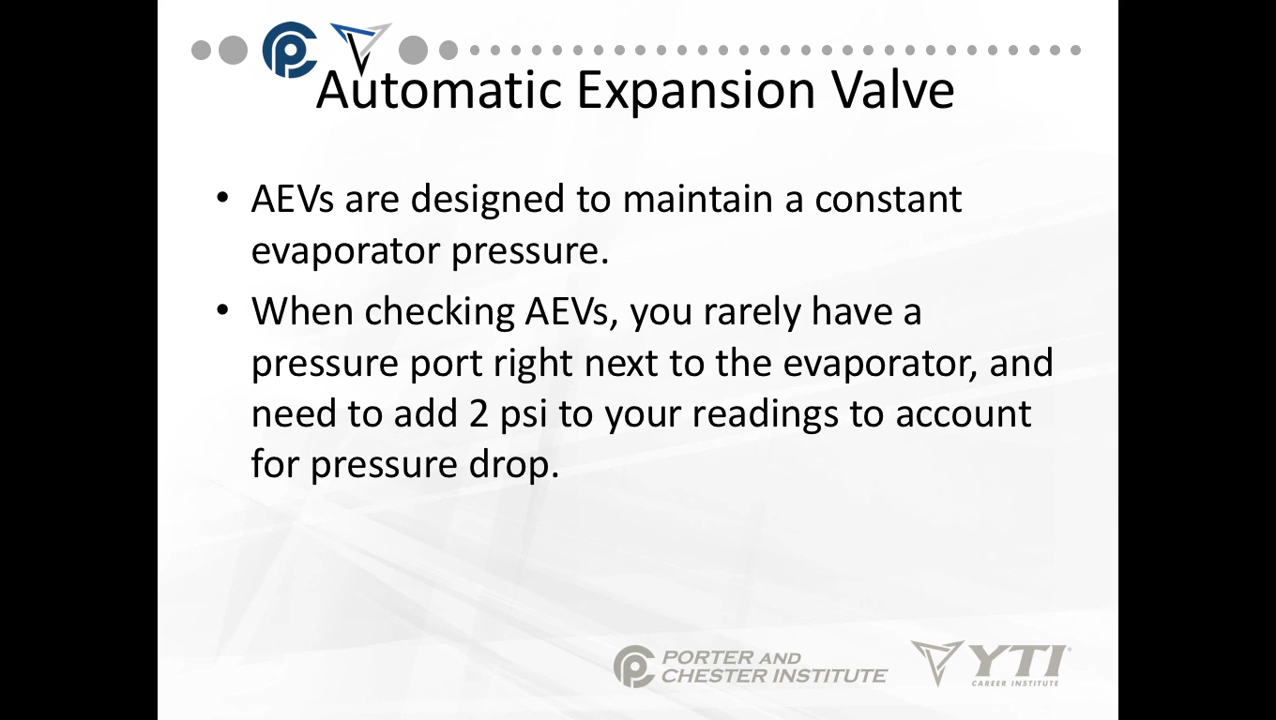 Automatic Expansion Valve
• AEVs are designed to maintain a constant
evaporator pressure.
• When checking AEVs, you rarely have a
pressure port right next to the evaporator, and
need to add 2 psi to your readings to account
for pressure drop.
PORTER AND
CHESTER INSTITUTE
YTI®
CAREER INSTITUTE